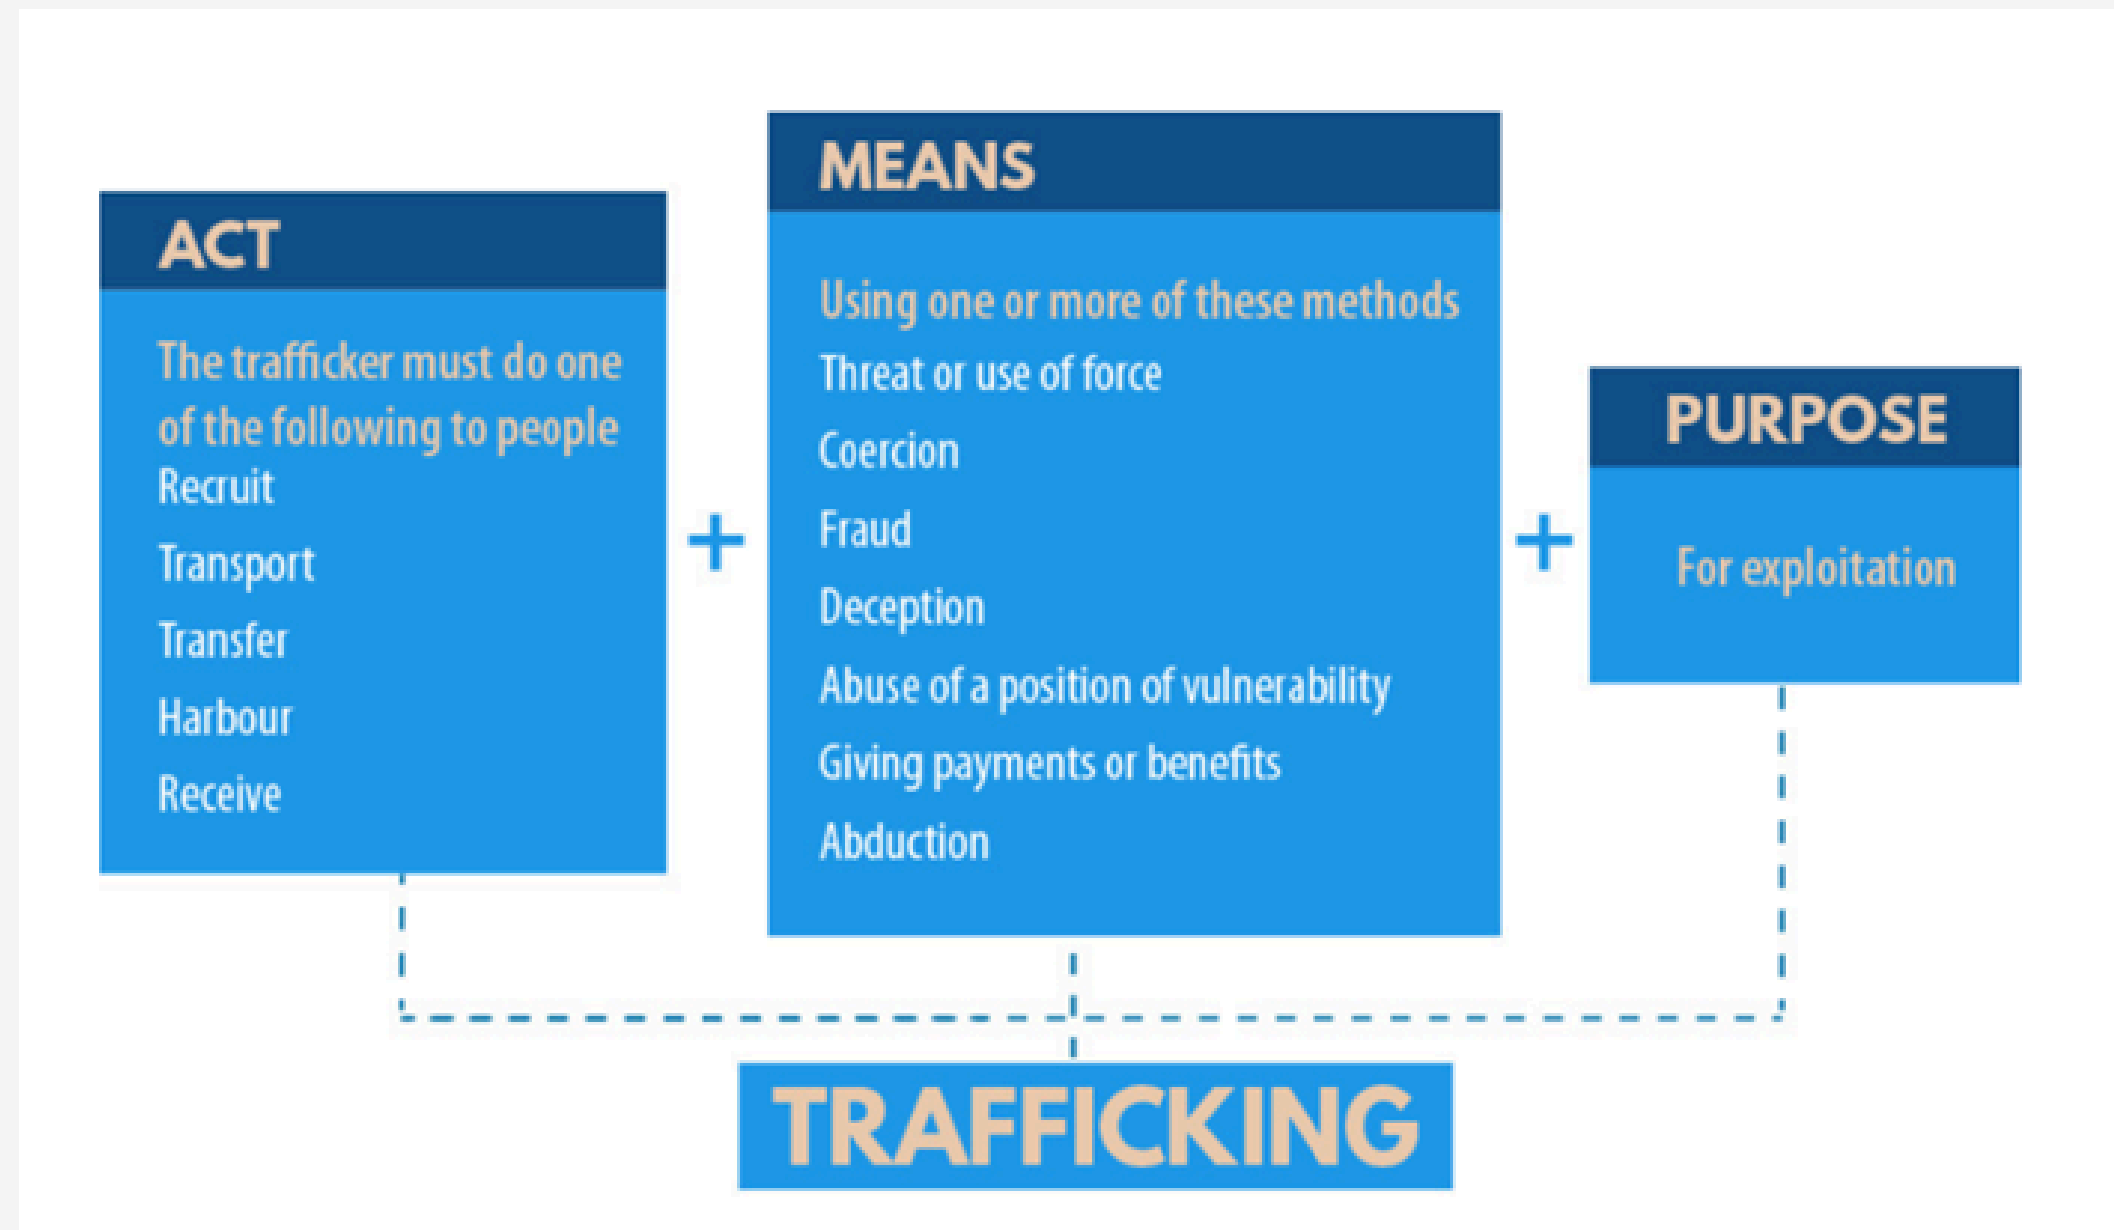 ACT
The trafficker must do one
of the following to people
Recruit
Transport
Transfer
Harbour
Receive
+
MEANS
Using one or more of these methods
Threat or use of force
Coercion
Fraud
Deception
Abuse of a position of vulnerability
Giving payments or benefits
Abduction
+
PURPOSE
For exploitation
TRAFFICKING